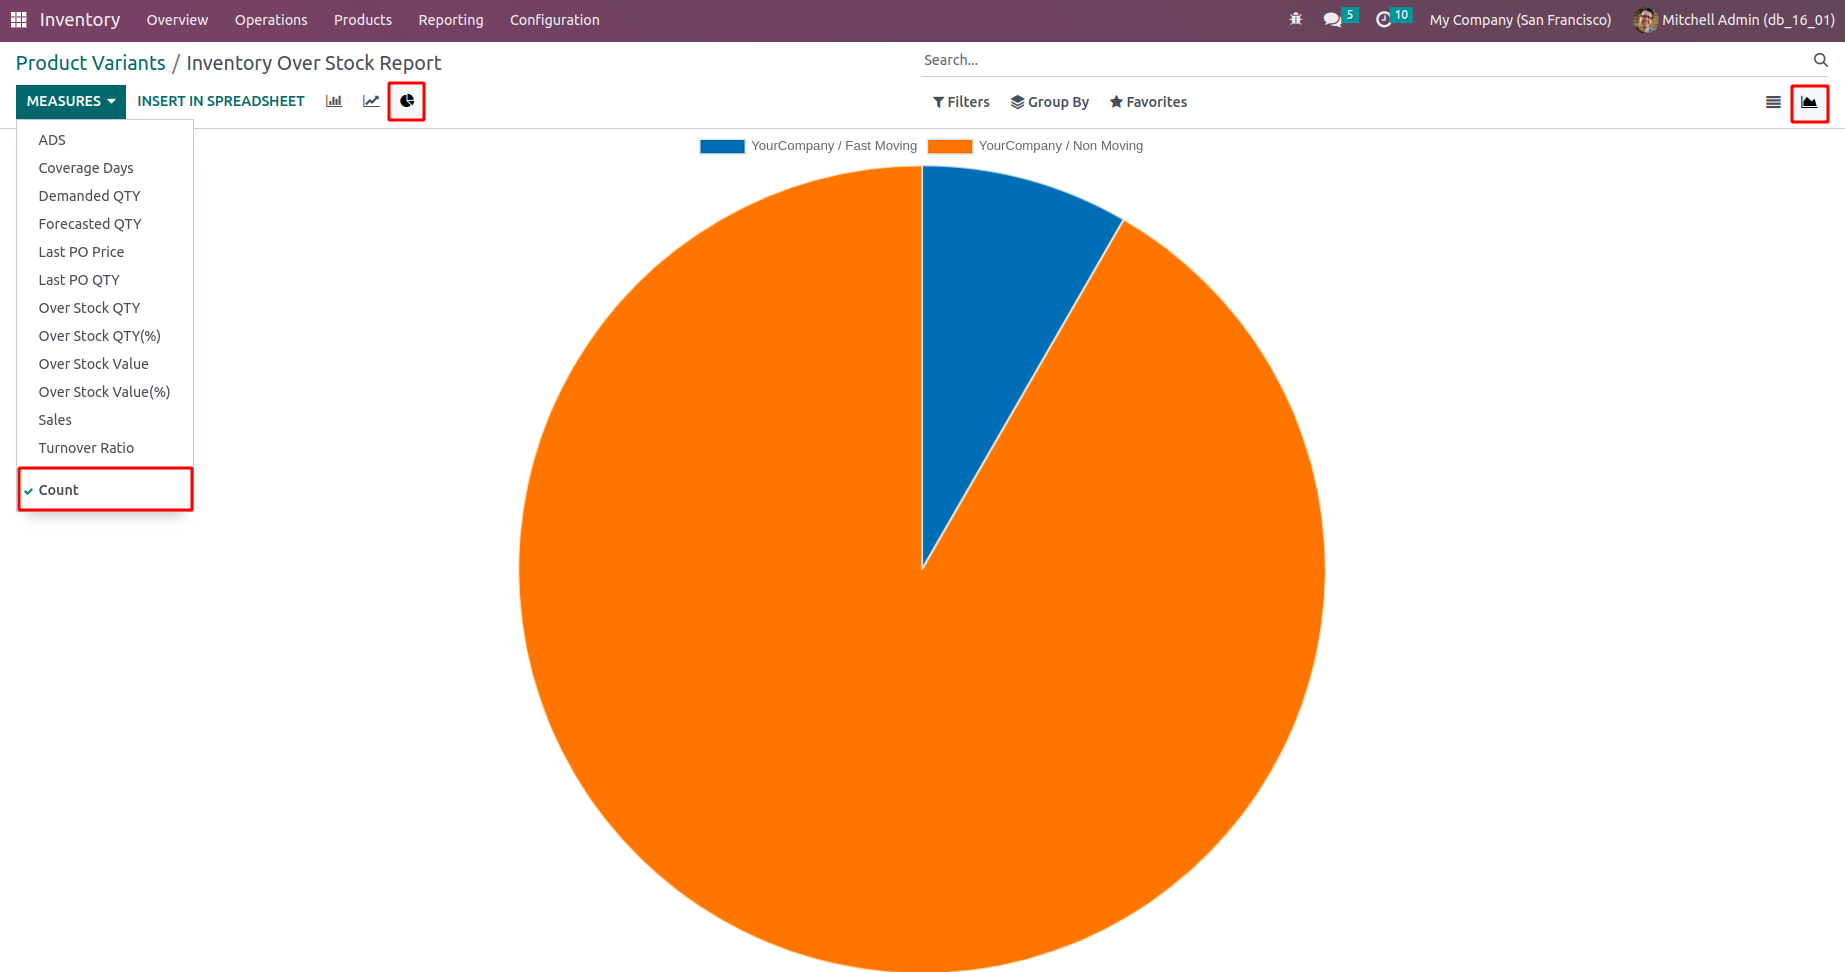 Inventory Overview Operations Products Reporting Configuration 5 10 My Company (San Francisco) Mitchell Admin (db_16_01)
Product Variants / Inventory Over Stock Report Search...
MEASURES INSERT IN SPREADSHEET Filters Group By Favorites
YourCompany / Fast Moving YourCompany / Non Moving
ADS
Coverage Days
Demanded QTY
Forecasted QTY
Last PO Price
Last PO QTY
Over Stock QTY
Over Stock QTY(%)
Over Stock Value
Over Stock Value(%)
Sales
Turnover Ratio
Count